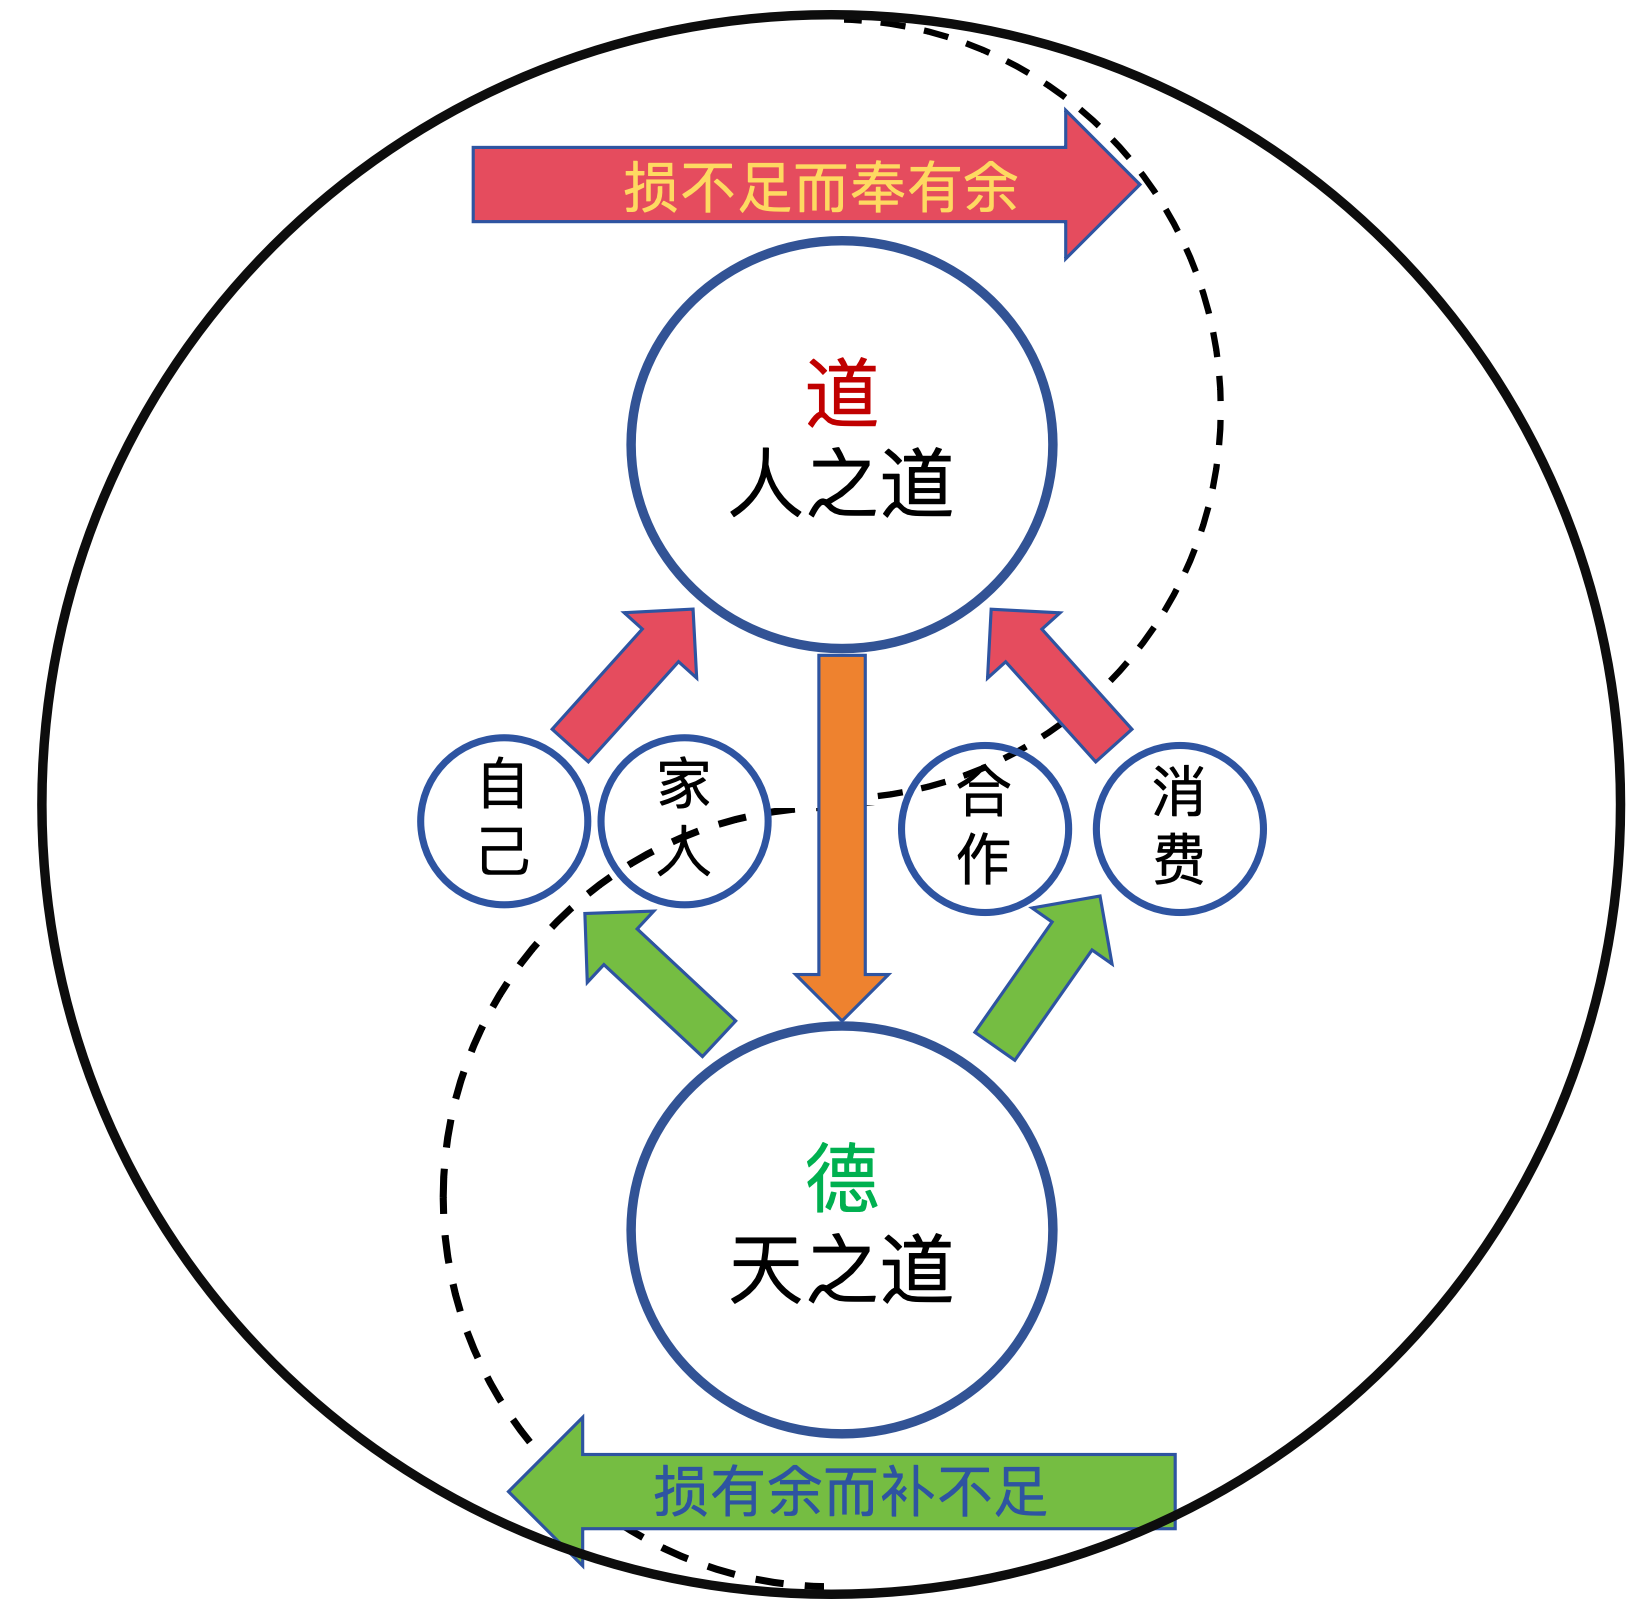 损不足而奉有余
道
人之道
自
己
家
人
合
作
消
费
德
天之道
损有余而补不足